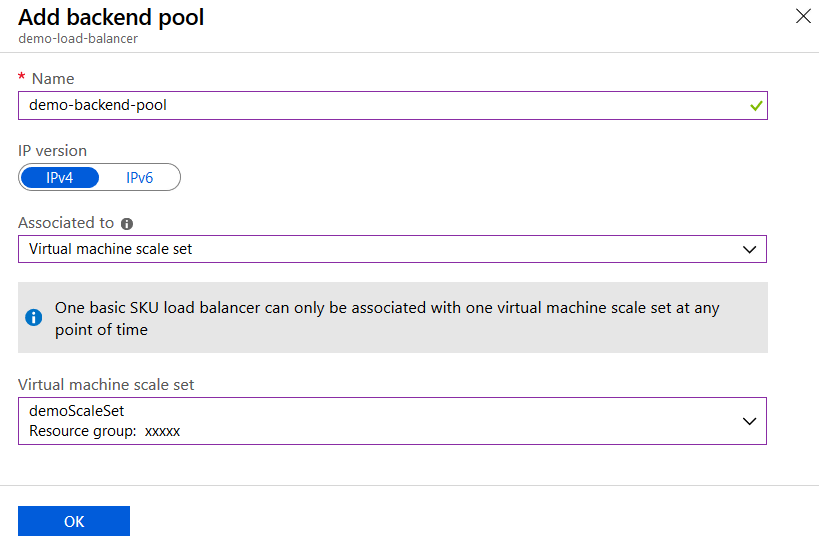 Add backend pool
demo-load-balancer
* Name
demo-backend-pool
IP version
IPv4 IPv6
Associated to
Virtual machine scale set
One basic SKU load balancer can only be associated with one virtual machine scale set at any
point of time
Virtual machine scale set
demoScaleSet
Resource group: xxxxx
OK